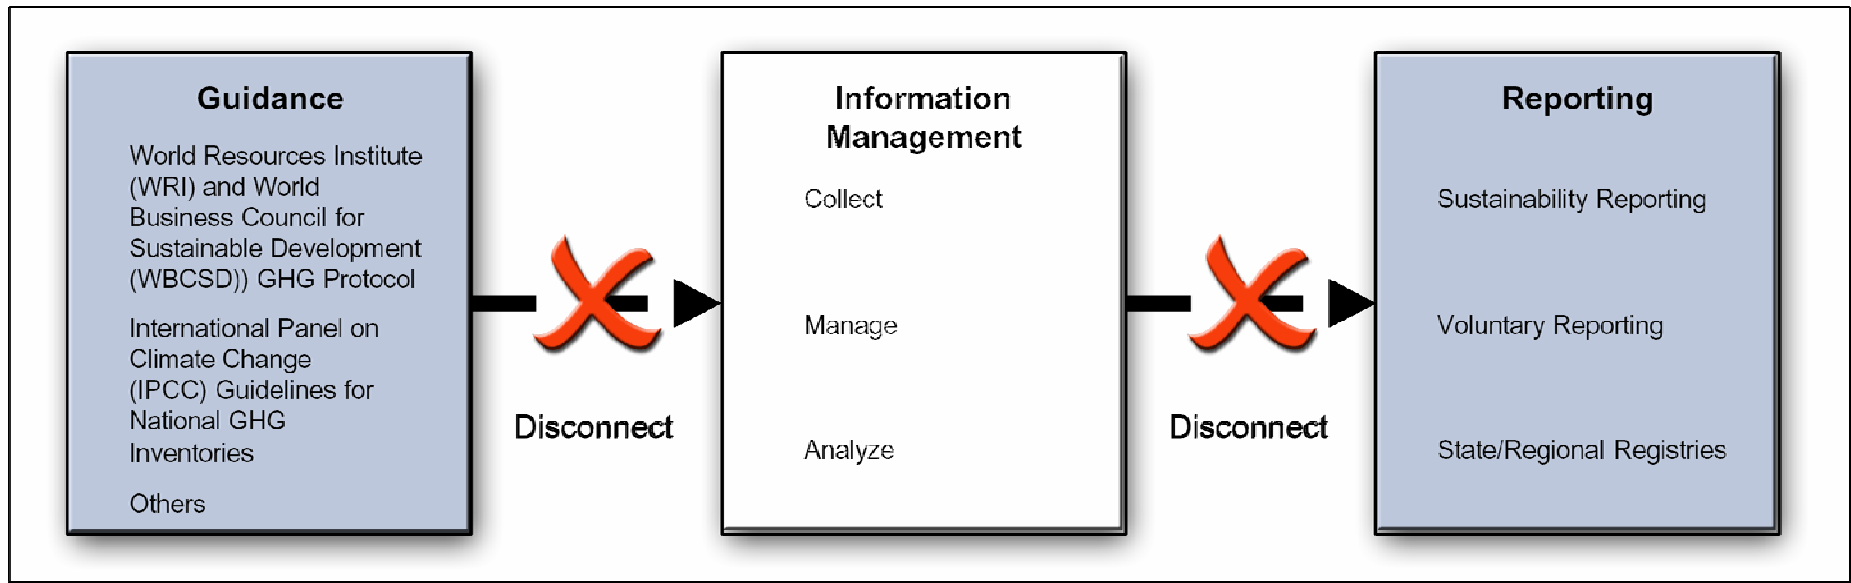 Guidance
World Resources Institute
(WRI) and World
Business Council for
Sustainable Development
(WBCSD)) GHG Protocol
International Panel on
Climate Change
(IPCC) Guidelines for
National GHG
Inventories
Others
Disconnect
Information
Management
Collect
Manage
Analyze
Disconnect
Reporting
Sustainability Reporting
Voluntary Reporting
State/Regional Registries